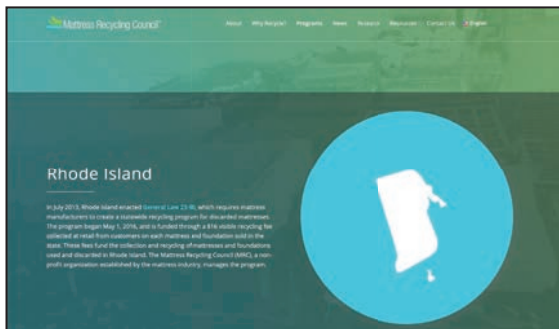 Mattress Recycling Council
About Why Recycle? Programs News Research Resources Contact Us English
Rhode Island
In July 2013, Rhode Island enacted General Law 23-90, which requires mattress
manufacturers to create a statewide recycling program for discarded mattresses.
The program began May 1, 2016, and is funded through a $16 visible recycling fee
collected at retail from customers on each mattress and foundation sold in the
state. These fees fund the collection and recycling of mattresses and foundations
used and discarded in Rhode Island. The Mattress Recycling Council (MRC), a non-
profit organization established by the mattress industry, manages the program.